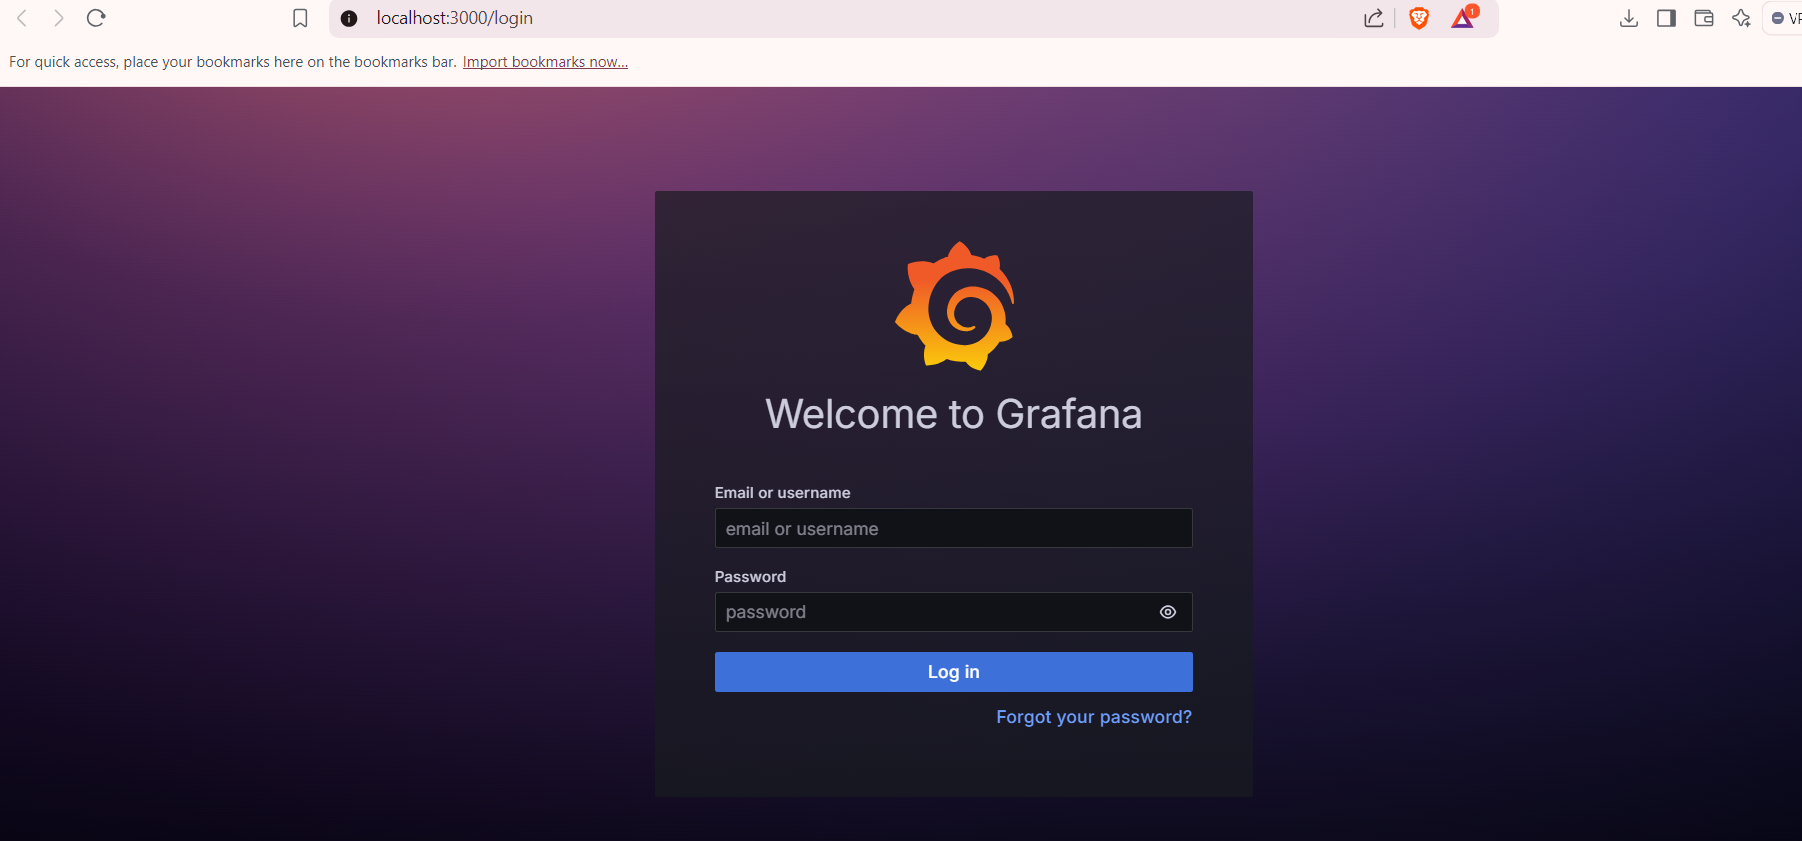 localhost:3000/login
1
VP
For quick access, place your bookmarks here on the bookmarks bar. Import bookmarks now...
Welcome to Grafana
Email or username
email or username
Password
password
Log in
Forgot your password?